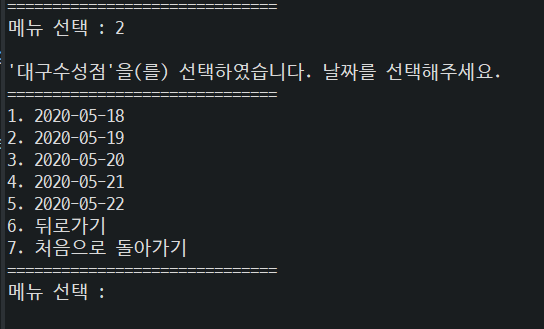 ==============================
메뉴 선택 : 2
'대구수성점'을(를) 선택하였습니다. 날짜를 선택해주세요.
==============================
1. 2020-05-18
2. 2020-05-19
3. 2020-05-20
4. 2020-05-21
5. 2020-05-22
6. 뒤로가기
7. 처음으로 돌아가기
==============================
메뉴 선택 :